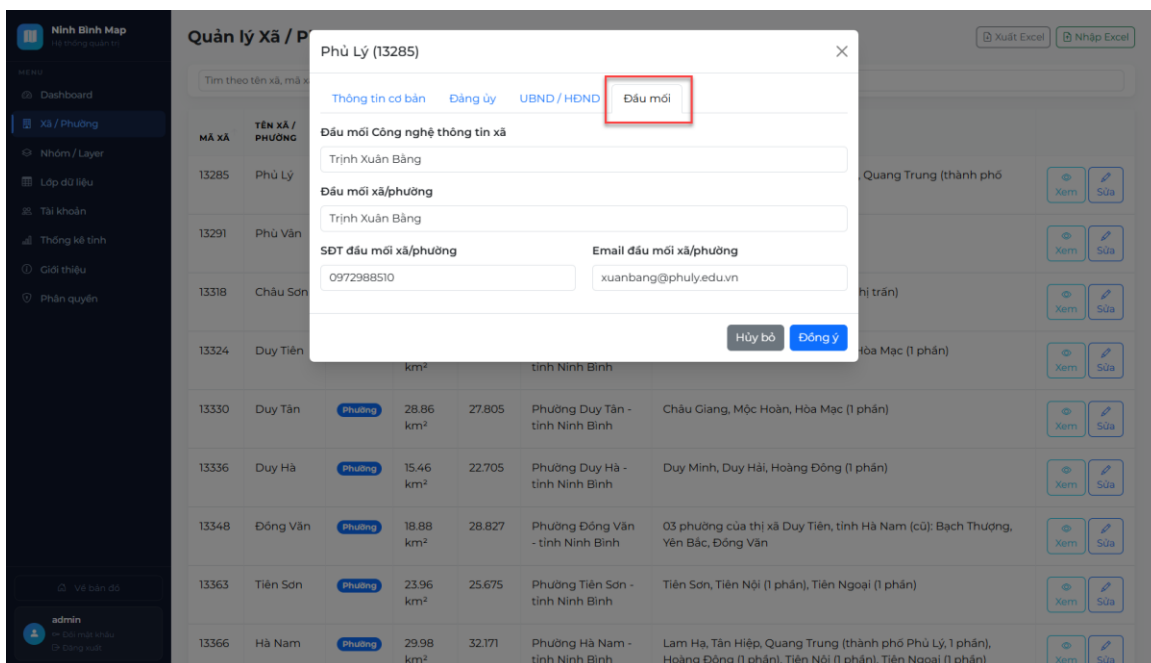 Ninh Bình Map
Hệ thống quản trị
Quản lý Xã / P
Xuất Excel
Nhập Excel
MENU
Dashboard
Xã / Phường
Nhóm / Layer
Lớp dữ liệu
Tài khoản
Thống kê tỉnh
Giới thiệu
Phân quyền
Về bản đồ
admin
Đổi mật khẩu
Đăng xuất
Tìm theo tên xã, mã x
Phủ Lý (13285)
Thông tin cơ bản
Đảng ủy
UBND / HĐND
Đầu mối
Đầu mối Công nghệ thông tin xã
Trịnh Xuân Bằng
Đầu mối xã/phường
Trịnh Xuân Bằng
SĐT đầu mối xã/phường
Email đầu mối xã/phường
0972988510
xuanbang@phuly.edu.vn
Hủy bỏ
Đồng ý
MÃ XÃ
TÊN XÃ /
PHƯỜNG
13285 Phủ Lý , Quang Trung (thành phố Xem Sửa
13291 Phù Vân Xem Sửa
13318 Châu Sơn hị trấn) Xem Sửa
13324 Duy Tiên Hòa Mạc (1 phần) Xem Sửa
km² tỉnh Ninh Bình
13330 Duy Tân Phường 28.86 27.805 Phường Duy Tân - Châu Giang, Mộc Hoàn, Hòa Mạc (1 phần) Xem Sửa
km² tỉnh Ninh Bình
13336 Duy Hà Phường 15.46 22.705 Phường Duy Hà - Duy Minh, Duy Hải, Hoàng Đông (1 phần) Xem Sửa
km² tỉnh Ninh Bình
13348 Đồng Văn Phường 18.88 28.827 Phường Đồng Văn 03 phường của thị xã Duy Tiên, tỉnh Hà Nam (cũ): Bạch Thượng, Xem Sửa
km² - tỉnh Ninh Bình Yên Bắc, Đồng Văn
13363 Tiên Sơn Phường 23.96 25.675 Phường Tiên Sơn - Tiên Sơn, Tiên Nội (1 phần), Tiên Ngoại (1 phần) Xem Sửa
km² tỉnh Ninh Bình
13366 Hà Nam Phường 29.98 32.171 Phường Hà Nam - Lam Hạ, Tân Hiệp, Quang Trung (thành phố Phủ Lý, 1 phần), Xem Sửa
km² tỉnh Ninh Bình Hoàng Đông (1 phần), Tiên Nội (1 phần), Tiên Ngoại (1 phần)